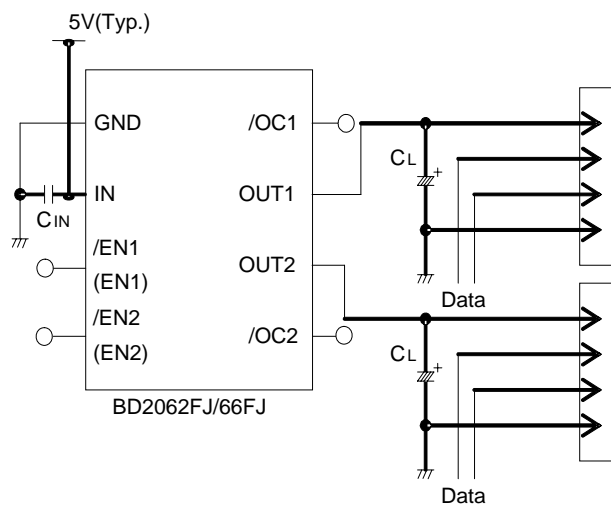 5V(Typ.)
GND
/OC1
CL
IN
OUT1
CIN
/EN1
(EN1)
OUT2
Data
/EN2
(EN2)
/OC2
CL
BD2062FJ/66FJ
Data